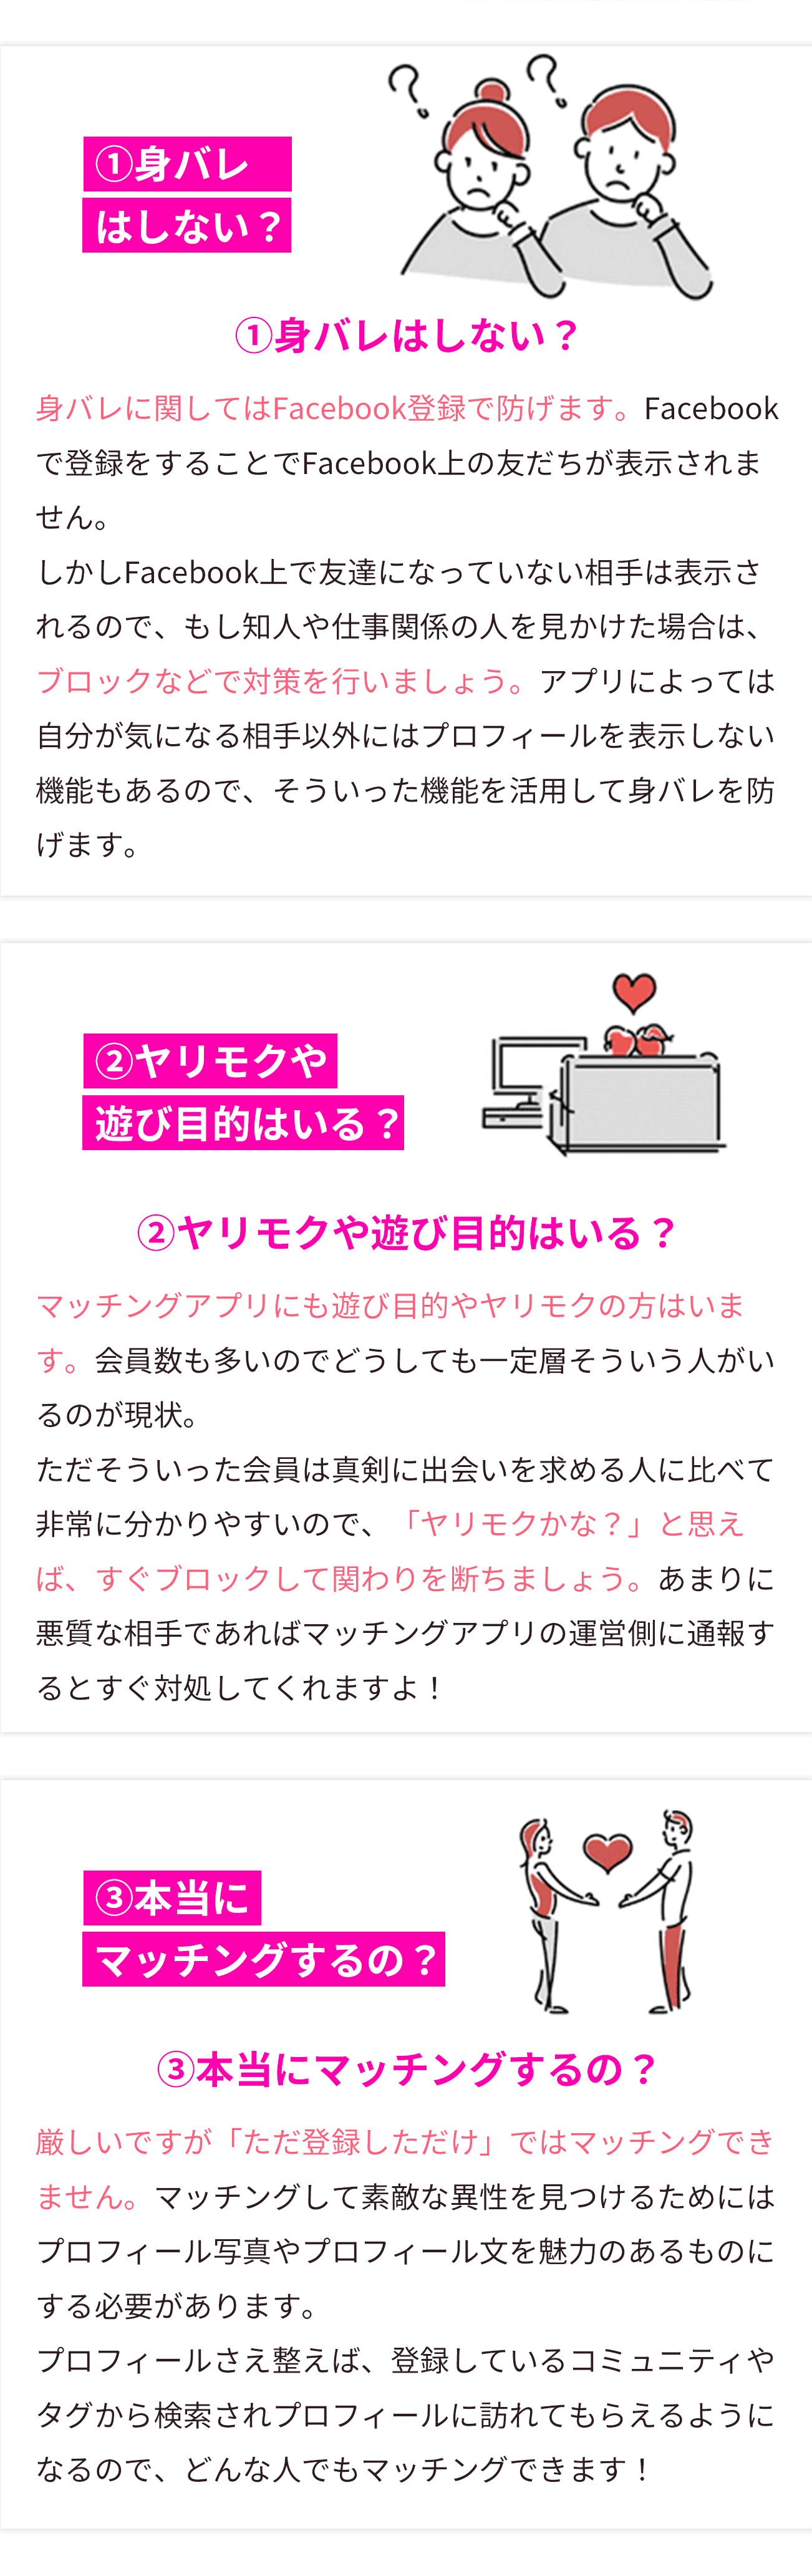 ①身バレ
はしない？
①身バレはしない？
身バレに関してはFacebook登録で防げます。Facebook
で登録をすることでFacebook上の友だちが表示されま
せん。
しかしFacebook上で友達になっていない相手は表示さ
れるので、もし知人や仕事関係の人を見かけた場合は、
ブロックなどで対策を行いましょう。アプリによっては
自分が気になる相手以外にはプロフィールを表示しない
機能もあるので、そういった機能を活用して身バレを防
げます。
②ヤリモクや
遊び目的はいる？
②ヤリモクや遊び目的はいる？
マッチングアプリにも遊び目的やヤリモクの方はいま
す。会員数も多いのでどうしても一定層そういう人がい
るのが現状。
ただそういった会員は真剣に出会いを求める人に比べて
非常に分かりやすいので、「ヤリモクかな？」と思え
ば、すぐブロックして関わりを断ちましょう。あまりに
悪質な相手であればマッチングアプリの運営側に通報す
るとすぐ対処してくれますよ！
③本当に
マッチングするの？
③本当にマッチングするの？
厳しいですが「ただ登録しただけ」ではマッチングでき
ません。マッチングして素敵な異性を見つけるためには
プロフィール写真やプロフィール文を魅力のあるものに
する必要があります。
プロフィールさえ整えば、登録しているコミュニティや
タグから検索されプロフィールに訪れてもらえるように
なるので、どんな人でもマッチングできます！